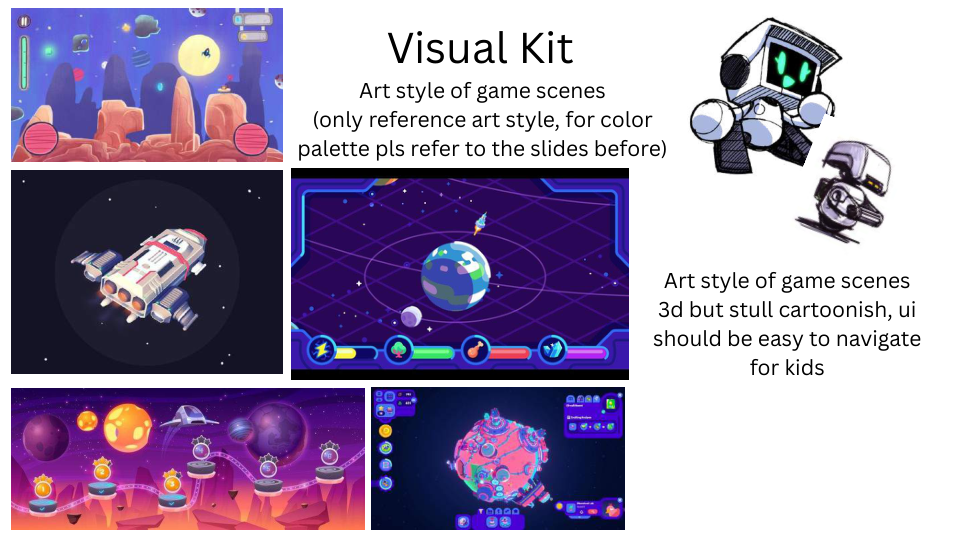 Visual Kit
Art style of game scenes
(only reference art style, for color
palette pls refer to the slides before)
Art style of game scenes
3d but stull cartoonish, ui
should be easy to navigate
for kids